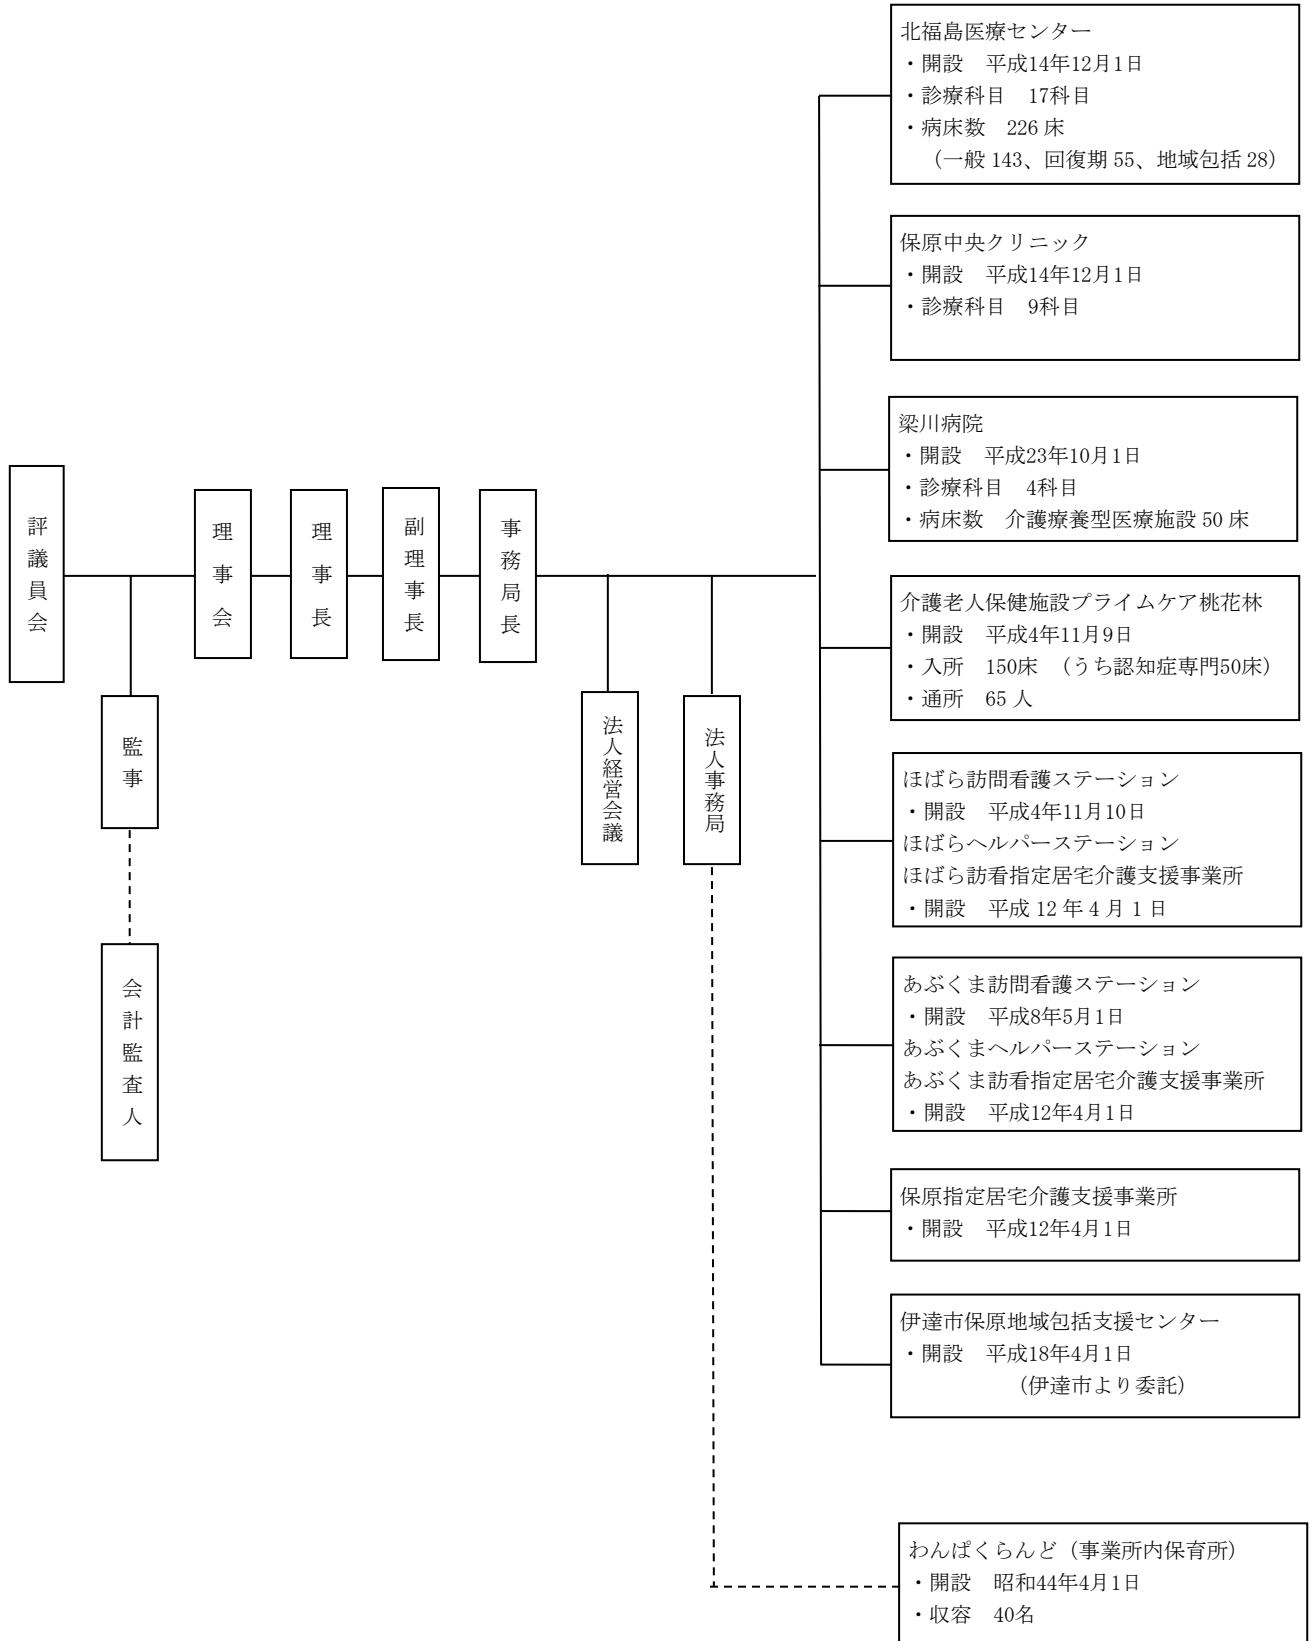 評議員会
監事
会計監査人
理事会
理事長
副理事長
事務局長
法人経営会議
法人事務局
北福島医療センター
・開設　平成14年12月1日
・診療科目　17科目
・病床数　226 床
（一般 143、回復期 55、地域包括 28）
保原中央クリニック
・開設　平成14年12月1日
・診療科目　9科目
梁川病院
・開設　平成23年10月1日
・診療科目　4科目
・病床数　介護療養型医療施設 50 床
介護老人保健施設プライムケア桃花林
・開設　平成4年11月9日
・入所　150床　（うち認知症専門50床）
・通所　65 人
ほばら訪問看護ステーション
・開設　平成4年11月10日
ほばらヘルパーステーション
ほばら訪看指定居宅介護支援事業所
・開設　平成 12 年 4 月 1 日
あぶくま訪問看護ステーション
・開設　平成8年5月1日
あぶくまヘルパーステーション
あぶくま訪看指定居宅介護支援事業所
・開設　平成12年4月1日
保原指定居宅介護支援事業所
・開設　平成12年4月1日
伊達市保原地域包括支援センター
・開設　平成18年4月1日
（伊達市より委託）
わんぱくらんど（事業所内保育所）
・開設　昭和44年4月1日
・収容　40名